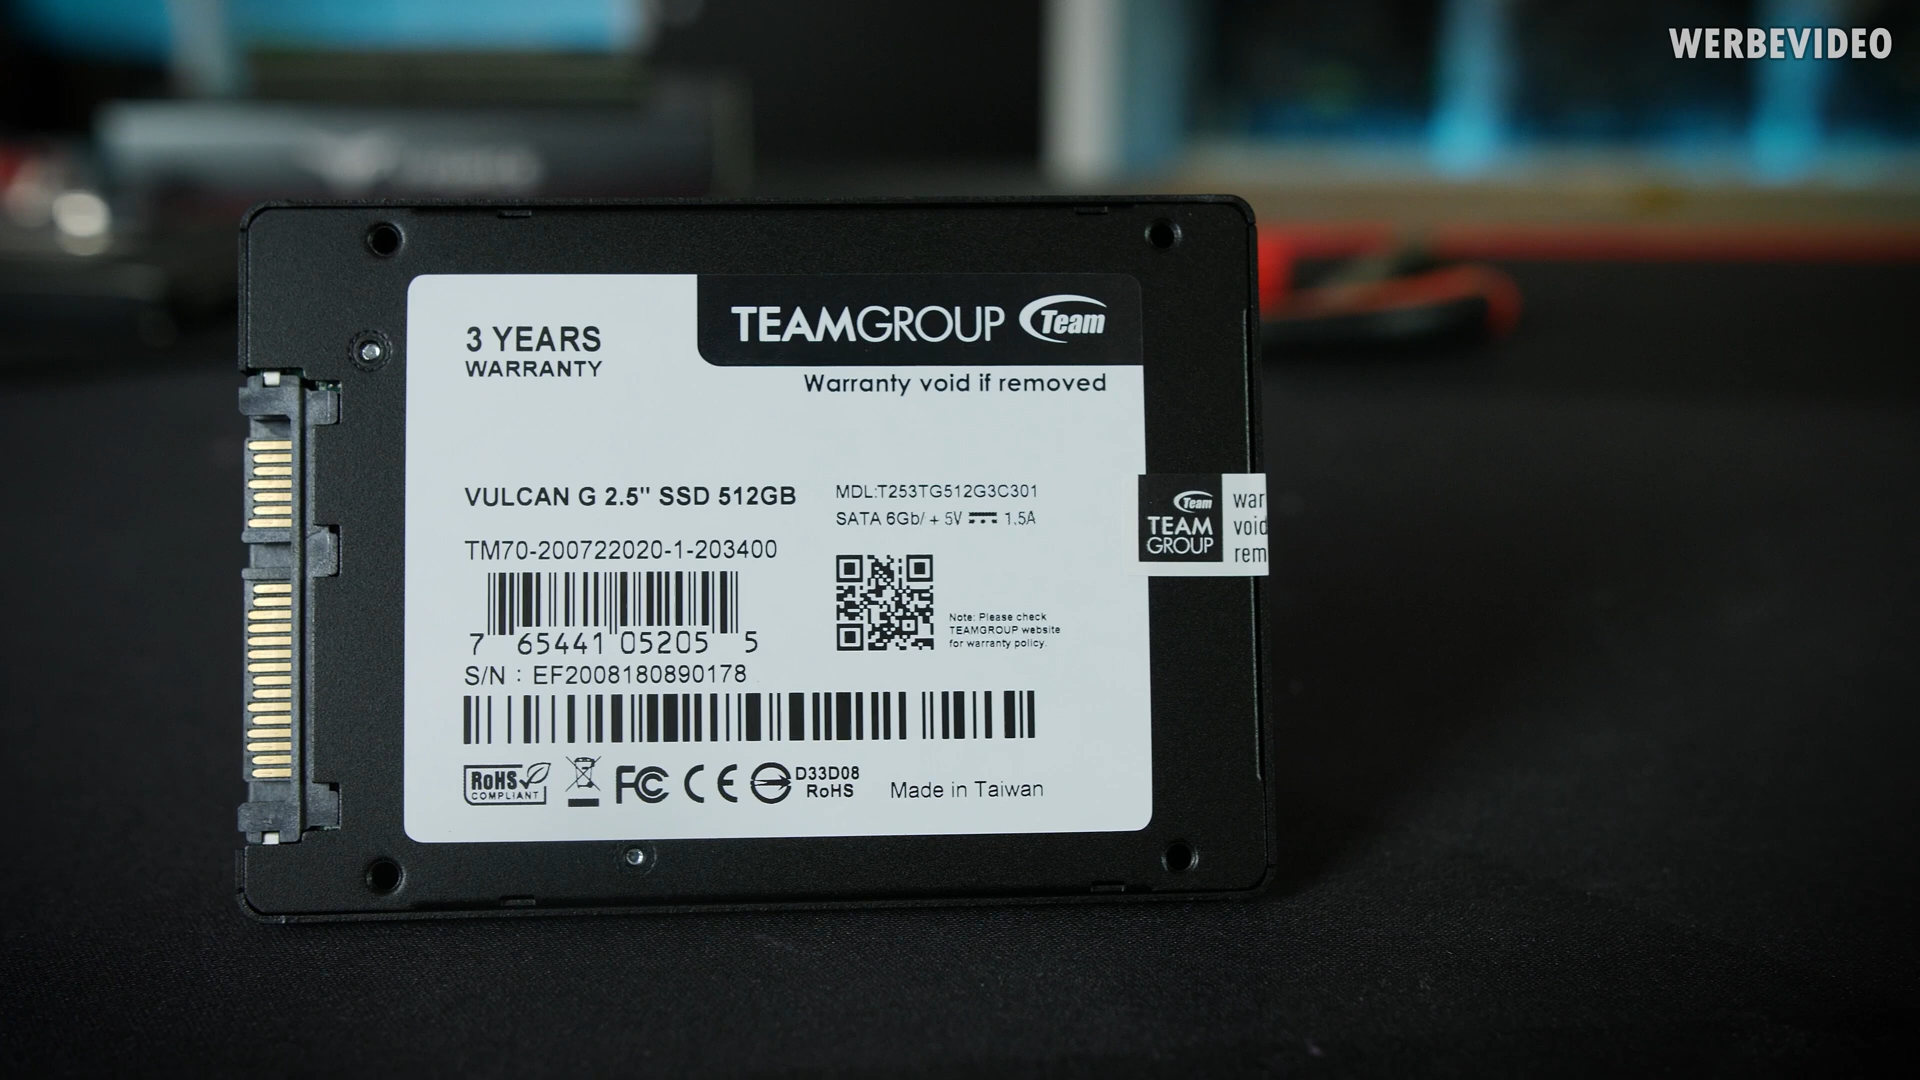 WERBEVIDEO
3 YEARS
WARRANTY
TEAMGROUP Team
Warranty void if removed
VULCAN G 2.5" SSD 512GB
MDL:T253TG512G3C301
SATA 6Gb/ + 5V 1.5A
TM70-200722020-1-203400
7 65441 05205 5
Note: Please check
TEAMGROUP website
for warranty policy.
S/N : EF2008180890178
RoHS
COMPLIANT
FC CE
D33D08
RoHS
Made in Taiwan
Team
TEAM
GROUP
war
void
rem